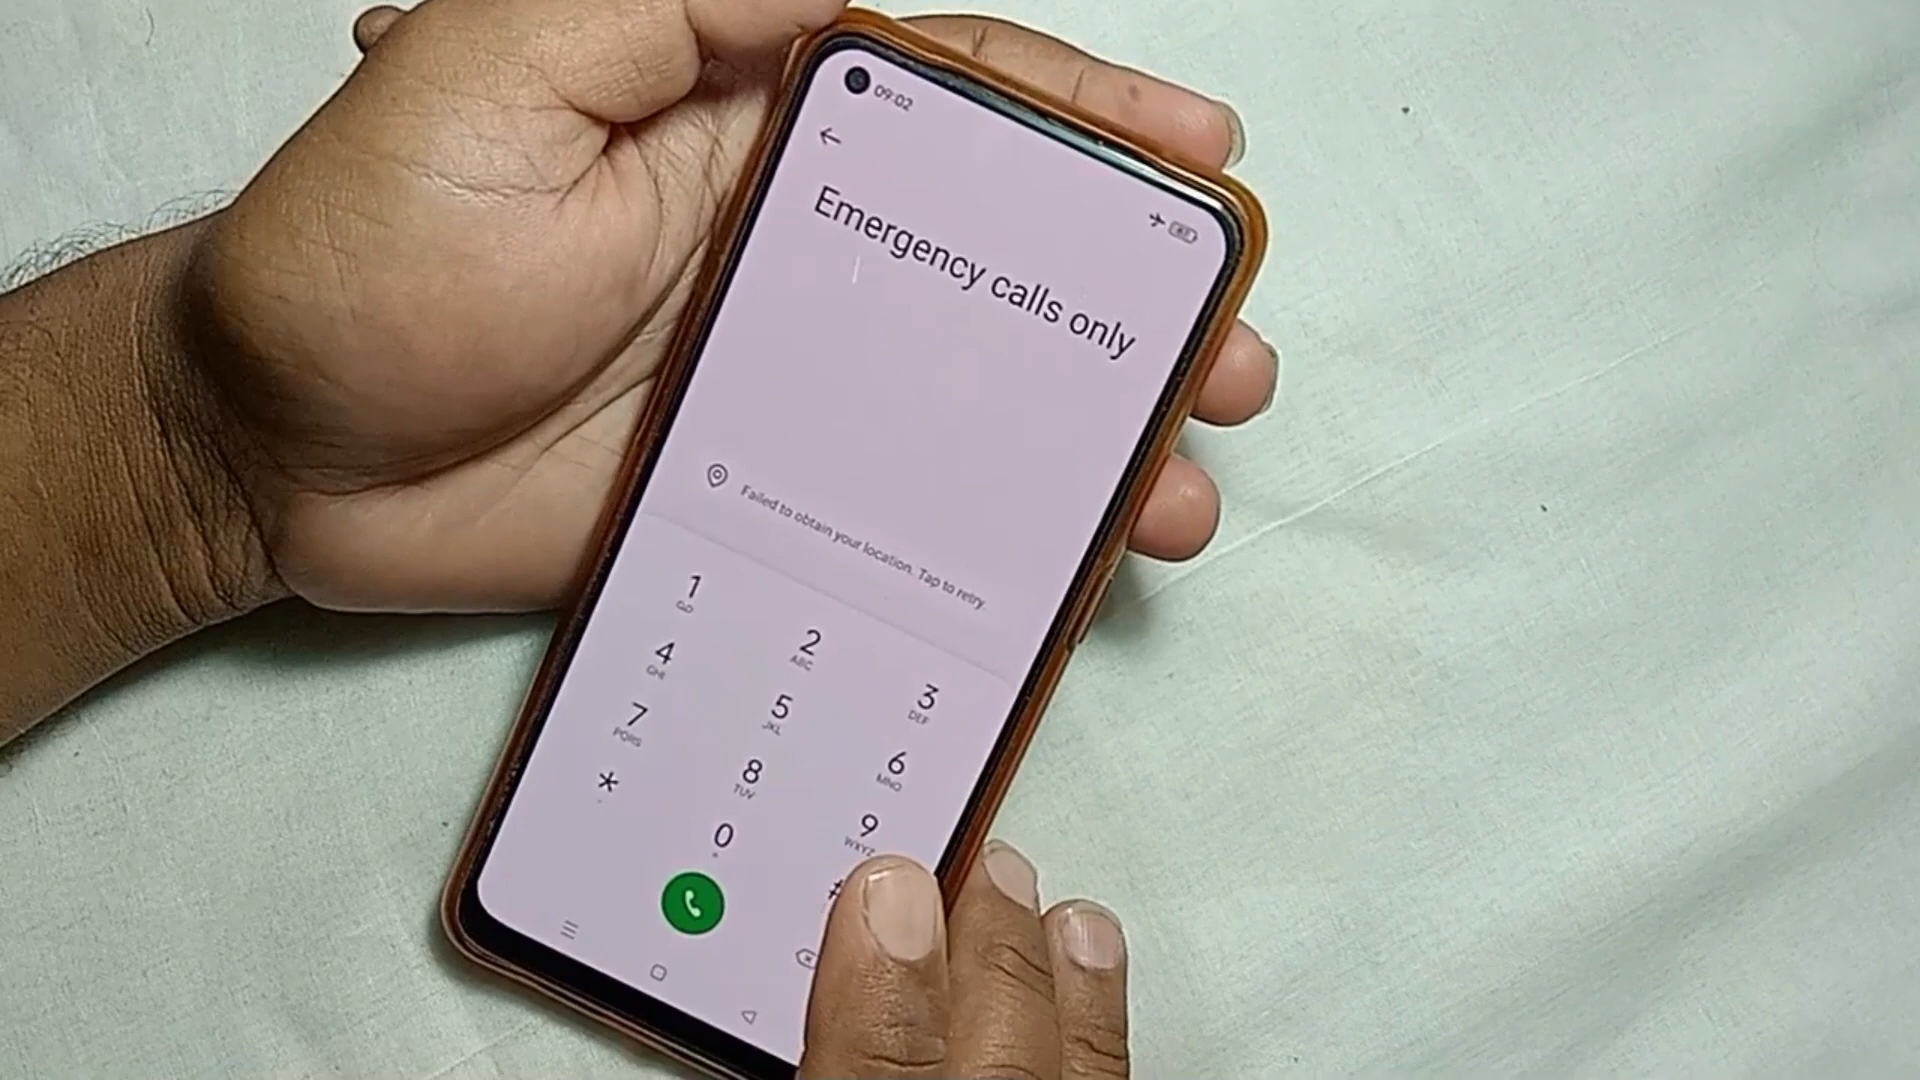 09:02
Emergency calls only
Failed to obtain your location. Tap to retry.
1
2
ABC
3
DEF
4
GHI
5
JKL
6
MNO
7
PQRS
8
TUV
9
WXYZ
*
0
+
#